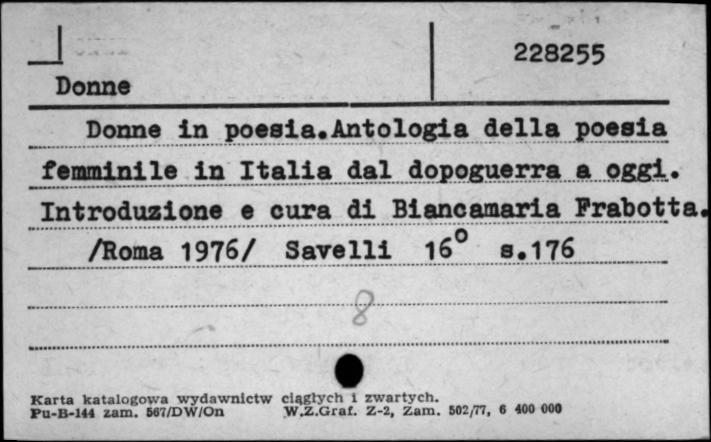 228255
Donne
Donne in poesia.Antologia della poesia
femminile in Italia dal dopoguerra a oggi.
Introduzione e cura di Biancamaria Frabotta.
/Roma 1976/ Savelli 16° s.176
8
Karta katalogowa wydawnictw ciągłych i zwartych.
Pu-B-144 zam. 567/DW/On W.Z.Graf. Z-2, Zam. 502/77, 6 400 000